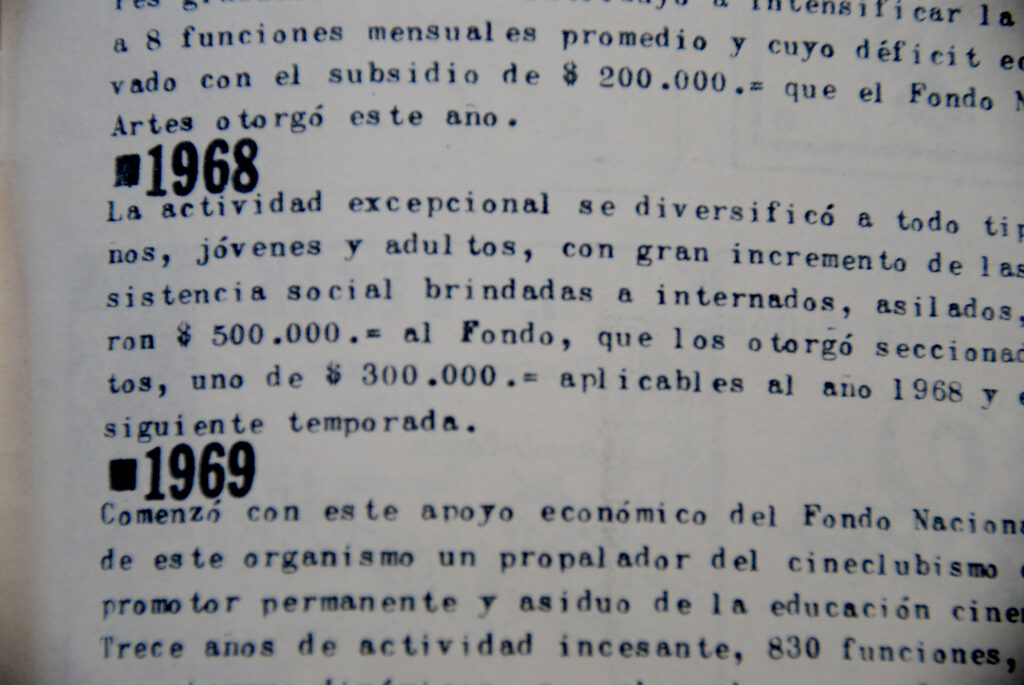 a intensificar la
a 8 funciones mensuales promedio y cuyo déficit
vado con el subsidio de $ 200.000.= que el Fondo
Artes otorgó este año.
■1968
La actividad excepcional se diversificó a todo
nos, jóvenes y adultos, con gran incremento de las
sistencia social brindadas a internados, asilados,
ron $ 500.000.= al Fondo, que los otorgó
tos, uno de $ 300.000.= aplicables al año 1968 y
siguiente temporada.
■1969
Comenzó con este apoyo económico del Fondo
de este organismo un propalador del cineclubismo
promotor permanente y asiduo de la educación
Trece años de actividad incesante, 830 funciones,